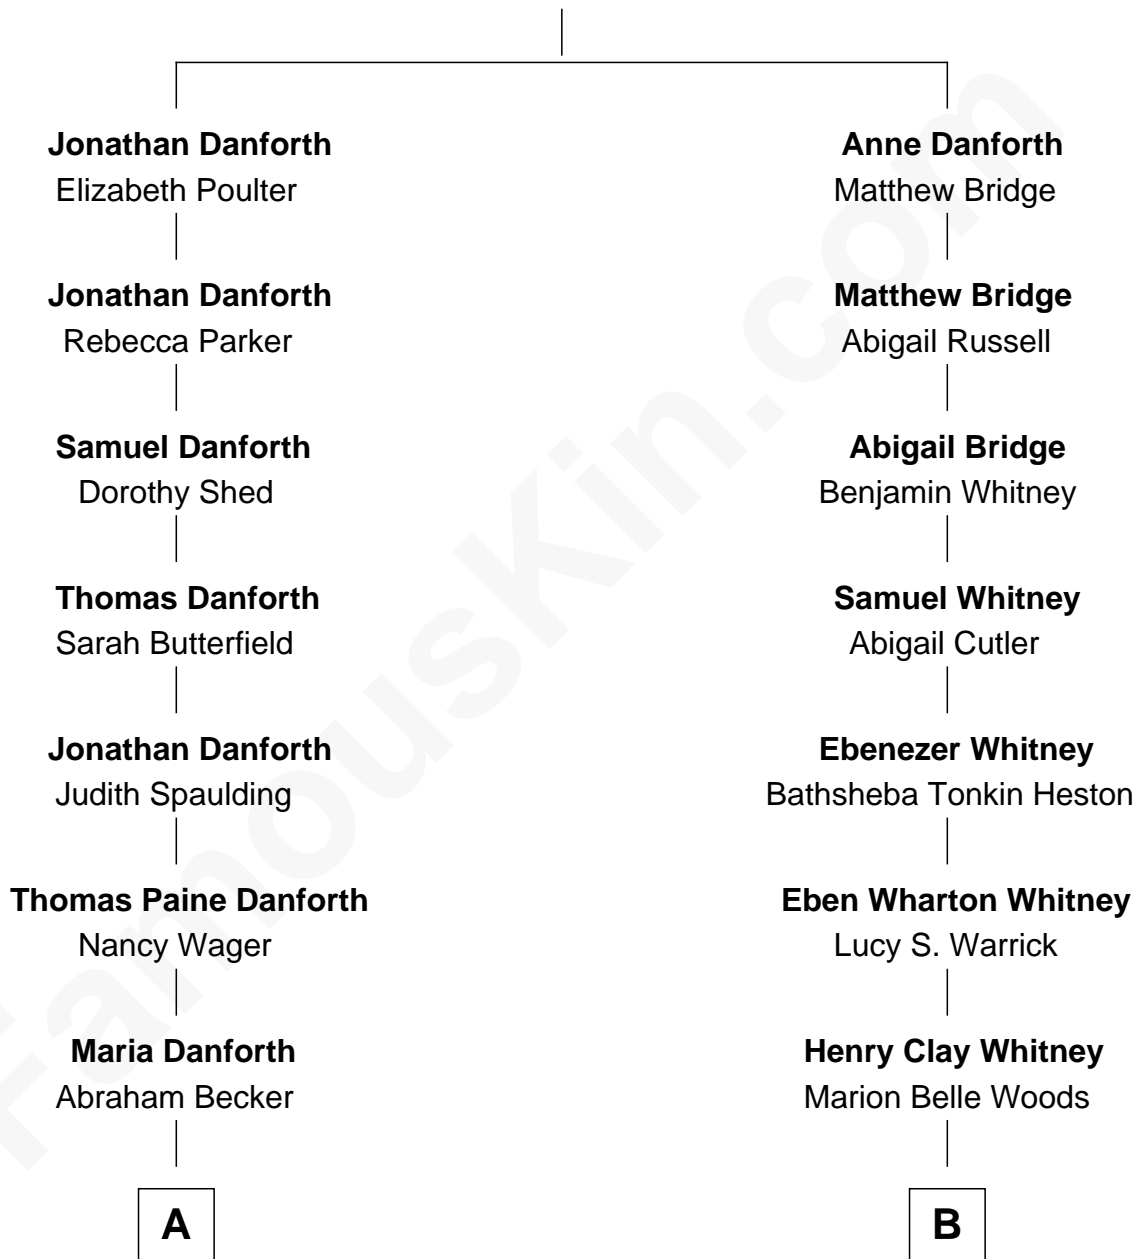 Jonathan Danforth
Elizabeth Poulter
Anne Danforth
Matthew Bridge
Jonathan Danforth
Rebecca Parker
Matthew Bridge
Abigail Russell
Samuel Danforth
Dorothy Shed
Abigail Bridge
Benjamin Whitney
Thomas Danforth
Sarah Butterfield
Samuel Whitney
Abigail Cutler
Jonathan Danforth
Judith Spaulding
Ebenezer Whitney
Bathsheba Tonkin Heston
Thomas Paine Danforth
Nancy Wager
Eben Wharton Whitney
Lucy S. Warrick
Maria Danforth
Abraham Becker
Henry Clay Whitney
Marion Belle Woods
A
B
FamousKin.com